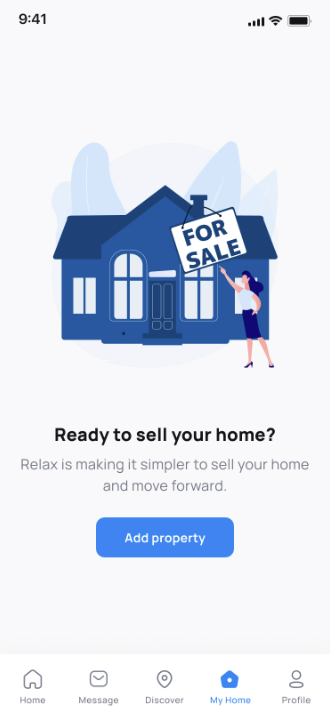 9:41
FOR
SALE
Ready to sell your home?
Relax is making it simpler to sell your home
and move forward.
Add property
Home Message Discover My Home Profile